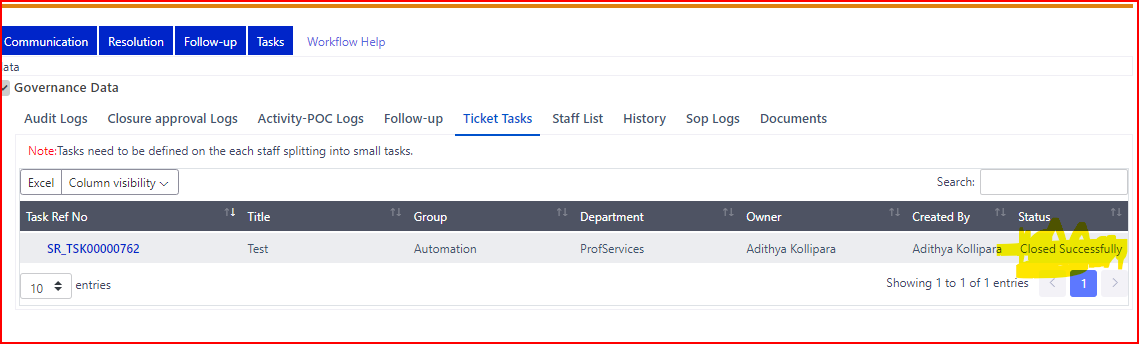 Communication Resolution Follow-up Tasks Workflow Help
ata
Governance Data
Audit Logs Closure approval Logs Activity-POC Logs Follow-up Ticket Tasks Staff List History Sop Logs Documents
Note:Tasks need to be defined on the each staff splitting into small tasks.
Excel Column visibility Search:
Task Ref No Title Group Department Owner Created By Status
SR_TSK00000762 Test Automation ProfServices Adithya Kollipara Adithya Kollipara Closed Successfully
10 entries Showing 1 to 1 of 1 entries < 1 >